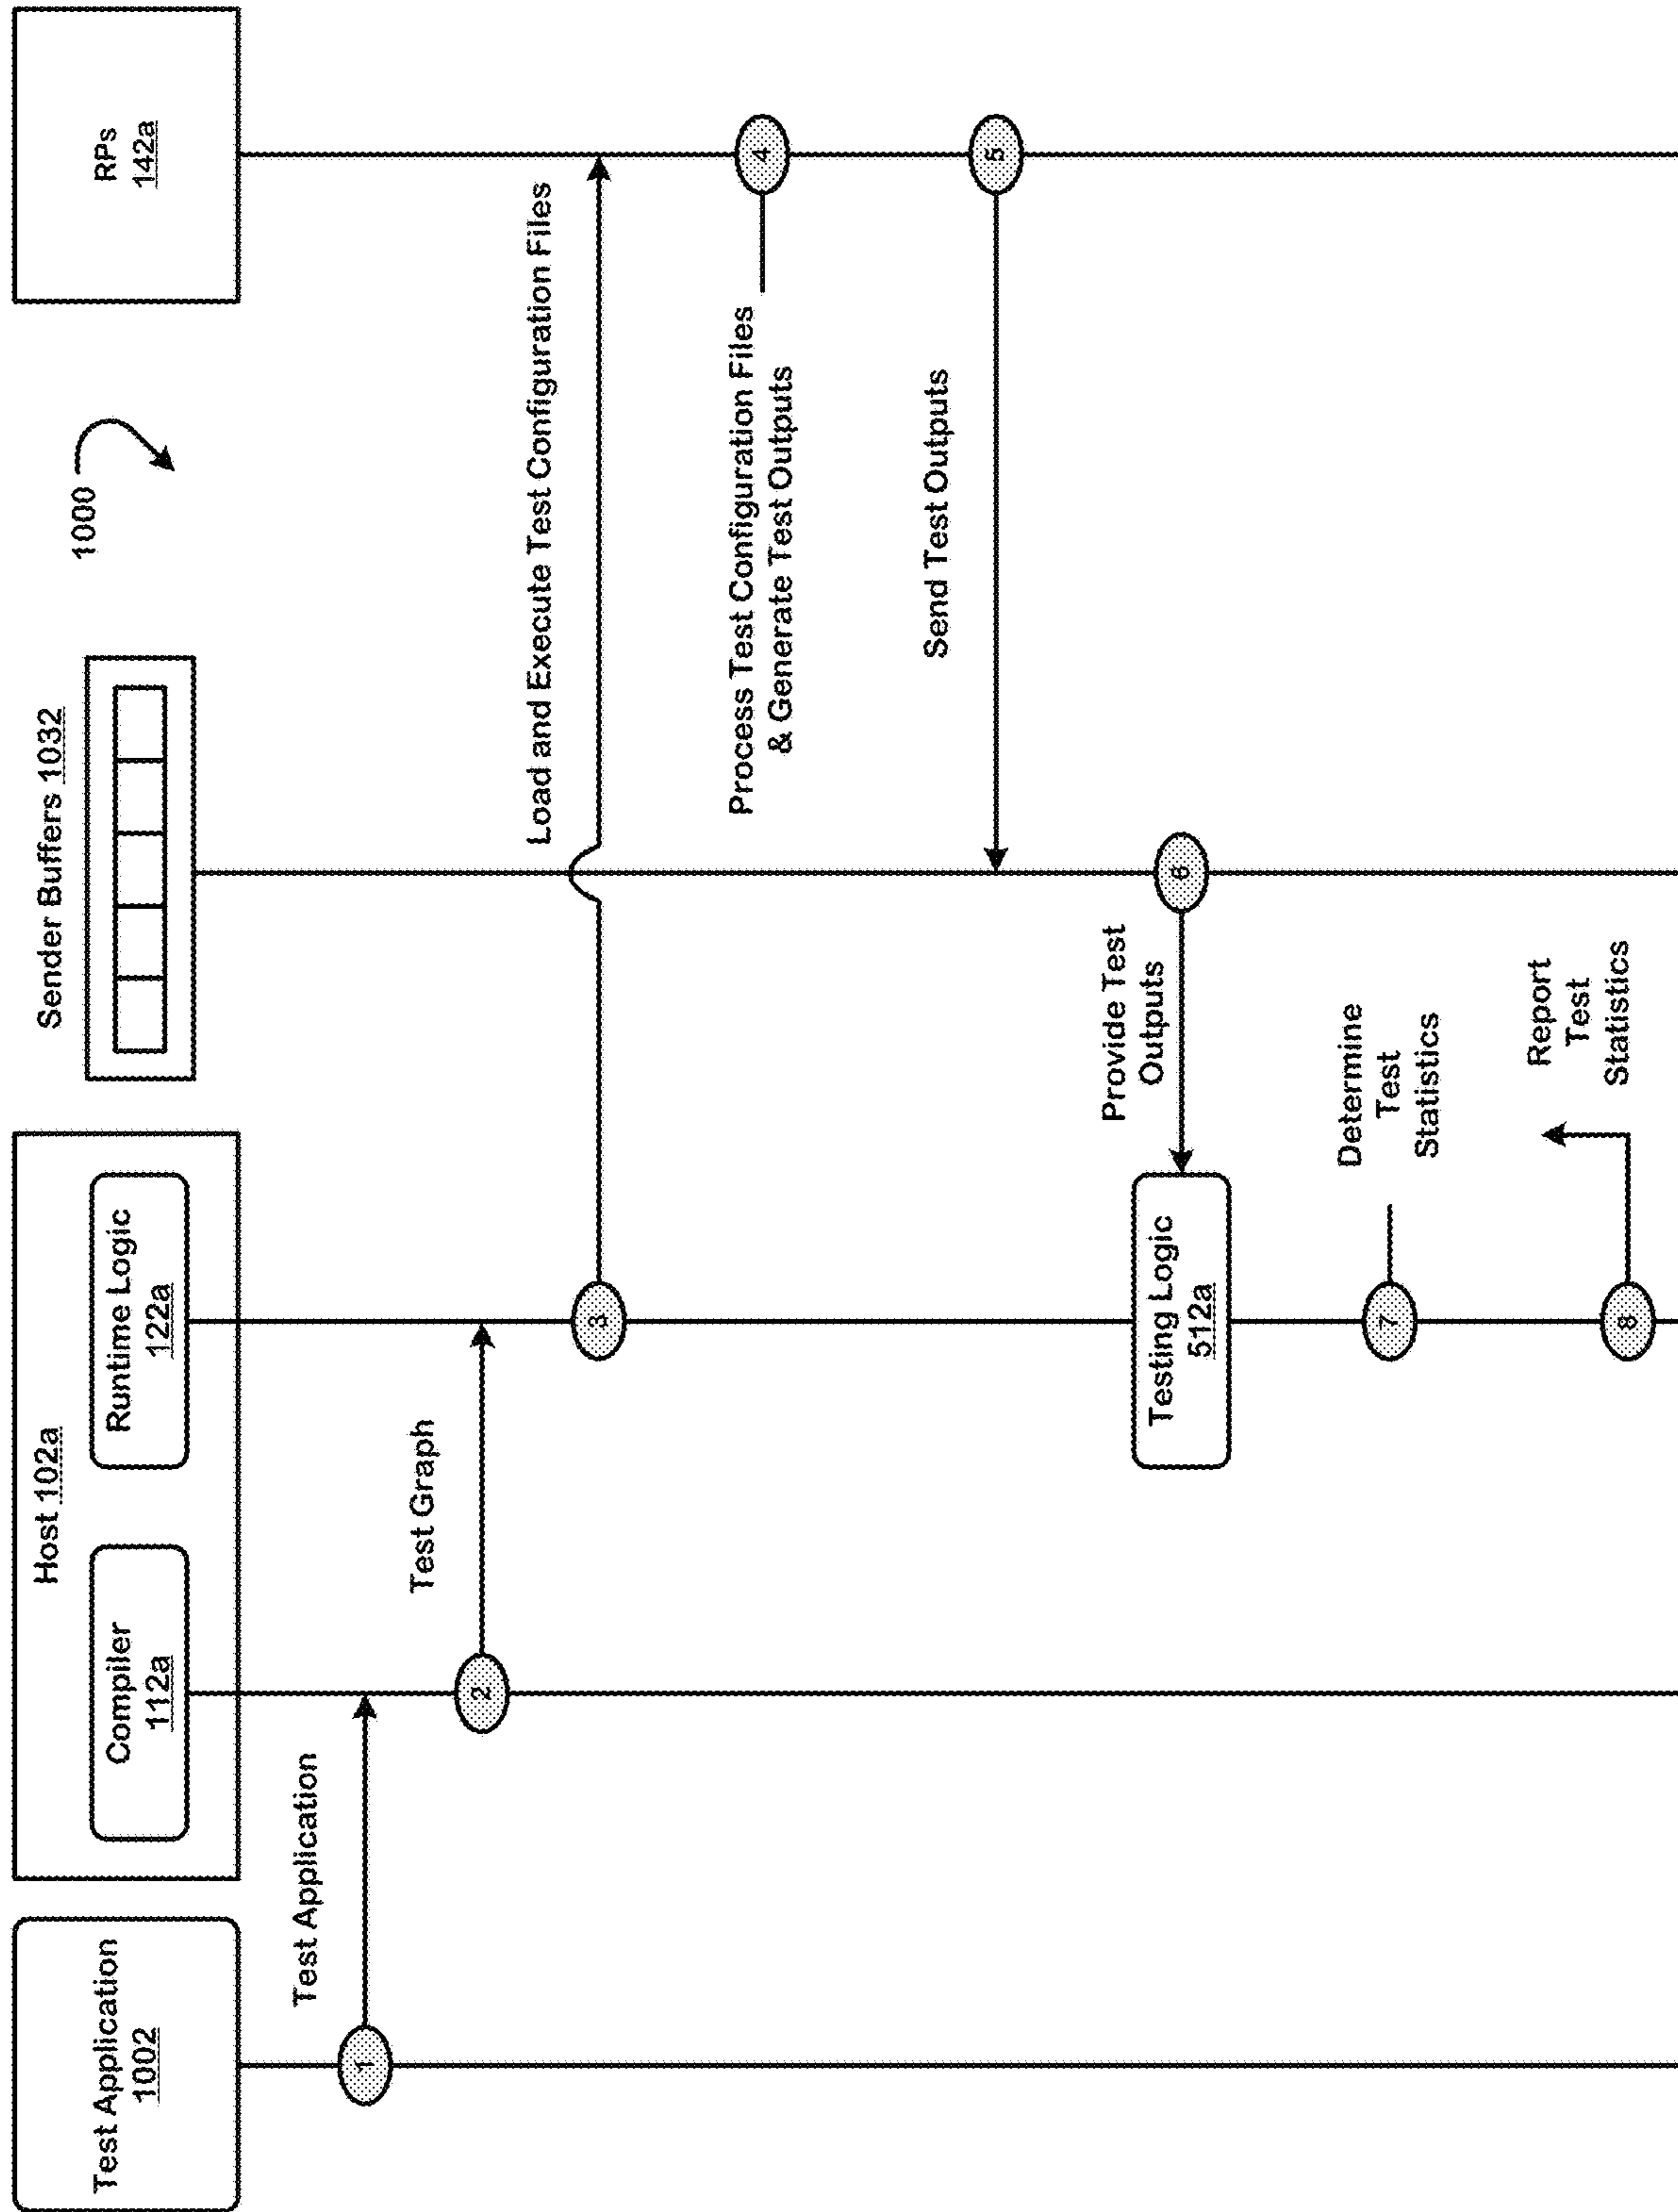 Test Application
1002
Host 102a
Compiler
112a
Runtime Logic
122a
Sender Buffers 1032
1000
RPs
142a
1
Test Application
2
Test Graph
3
Load and Execute Test Configuration Files
4
Process Test Configuration Files
& Generate Test Outputs
5
Send Test Outputs
6
Provide Test
Outputs
Testing Logic
512a
7
Determine
Test
Statistics
8
Report
Test
Statistics